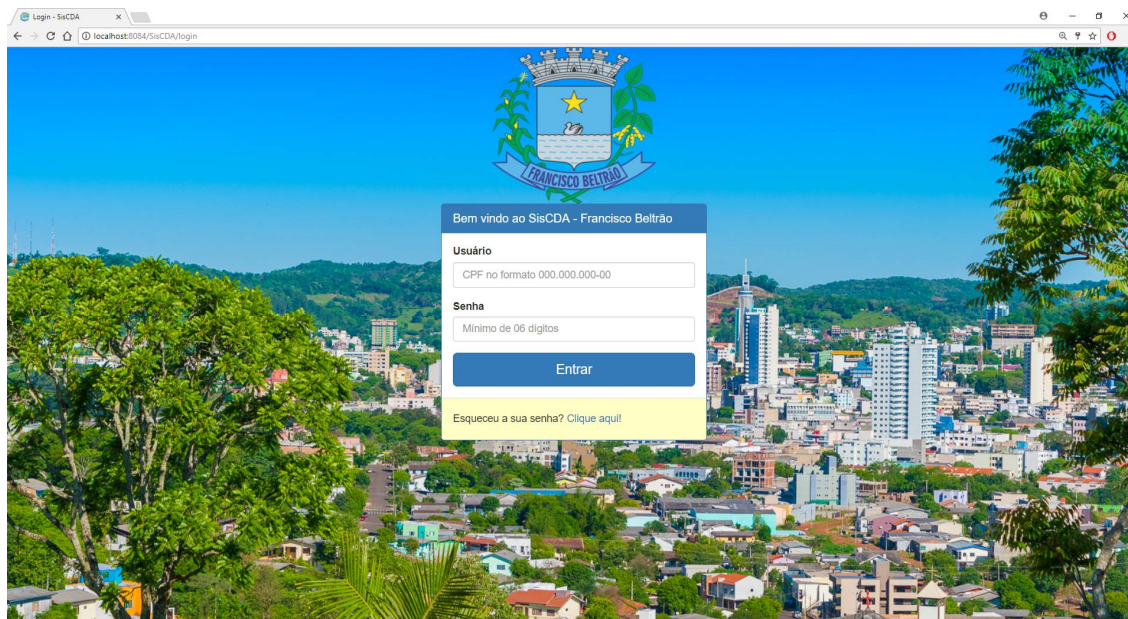 Login - SisCDA
localhost:8084/SisCDA/login
FRANCISCO BELTRÃO
Bem vindo ao SisCDA - Francisco Beltrão
Usuário
CPF no formato 000.000.000-00
Senha
Mínimo de 06 dígitos
Entrar
Esqueceu a sua senha? Clique aqui!